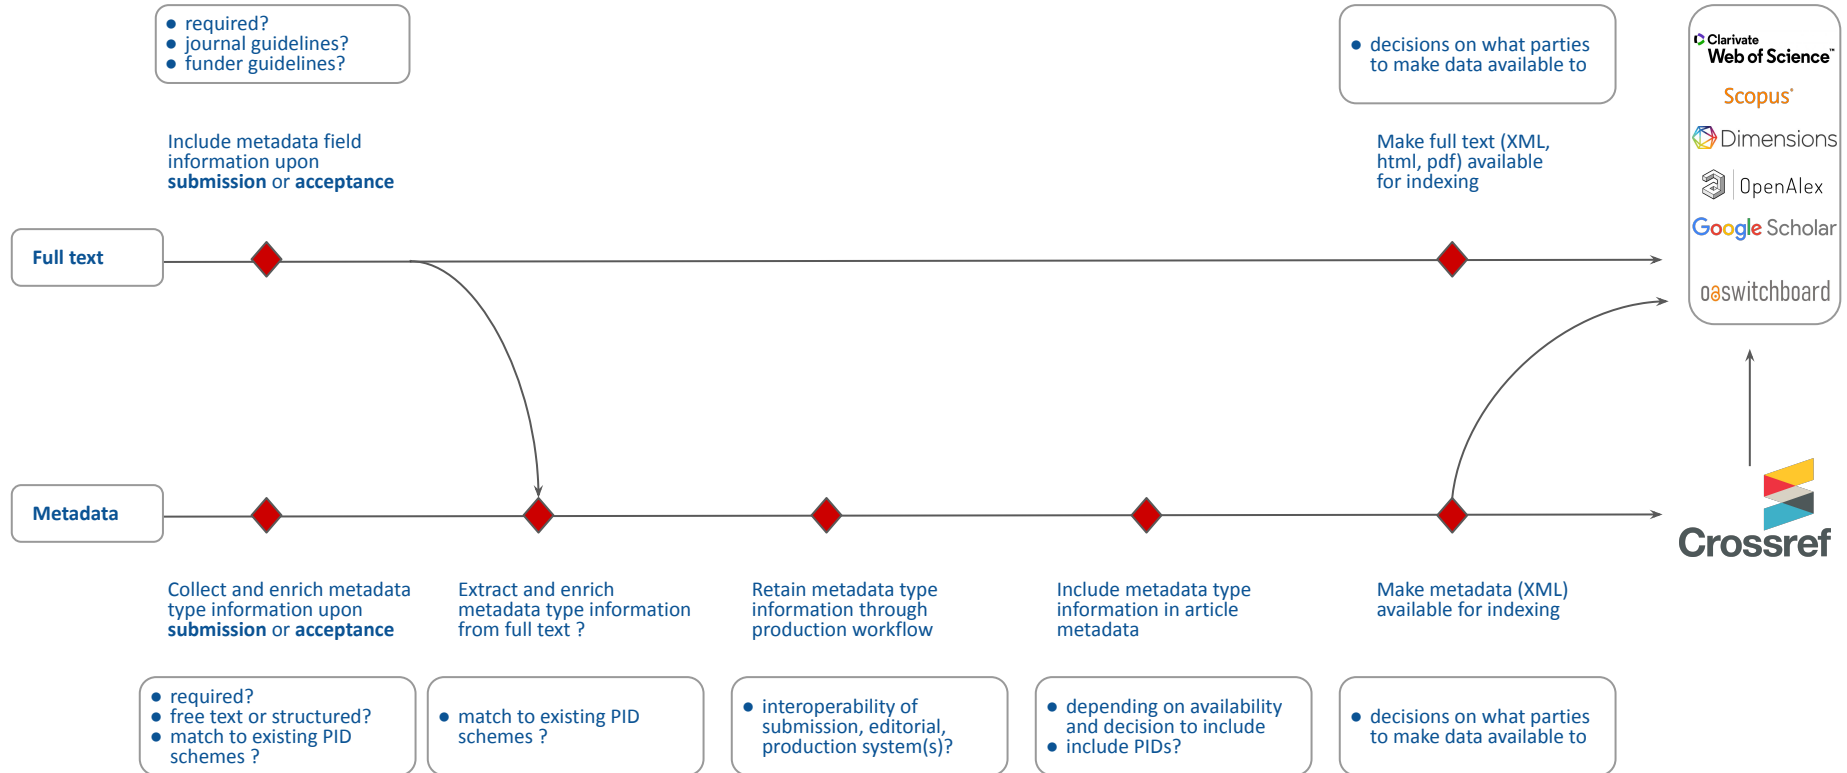 ● required?
● journal guidelines?
● funder guidelines?
● decisions on what parties
to make data available to
Include metadata field
information upon
submission or acceptance
Make full text (XML,
html, pdf) available
for indexing
Clarivate
Web of Science™
Scopus®
Dimensions
OpenAlex
Google Scholar
oaswitchboard
Full text
Metadata
Crossref
Collect and enrich metadata
type information upon
submission or acceptance
Extract and enrich
metadata type information
from full text ?
Retain metadata type
information through
production workflow
Include metadata type
information in article
metadata
Make metadata (XML)
available for indexing
● required?
● free text or structured?
● match to existing PID
schemes ?
● match to existing PID
schemes ?
● interoperability of
submission, editorial,
production system(s)?
● depending on availability
and decision to include
● include PIDs?
● decisions on what parties
to make data available to